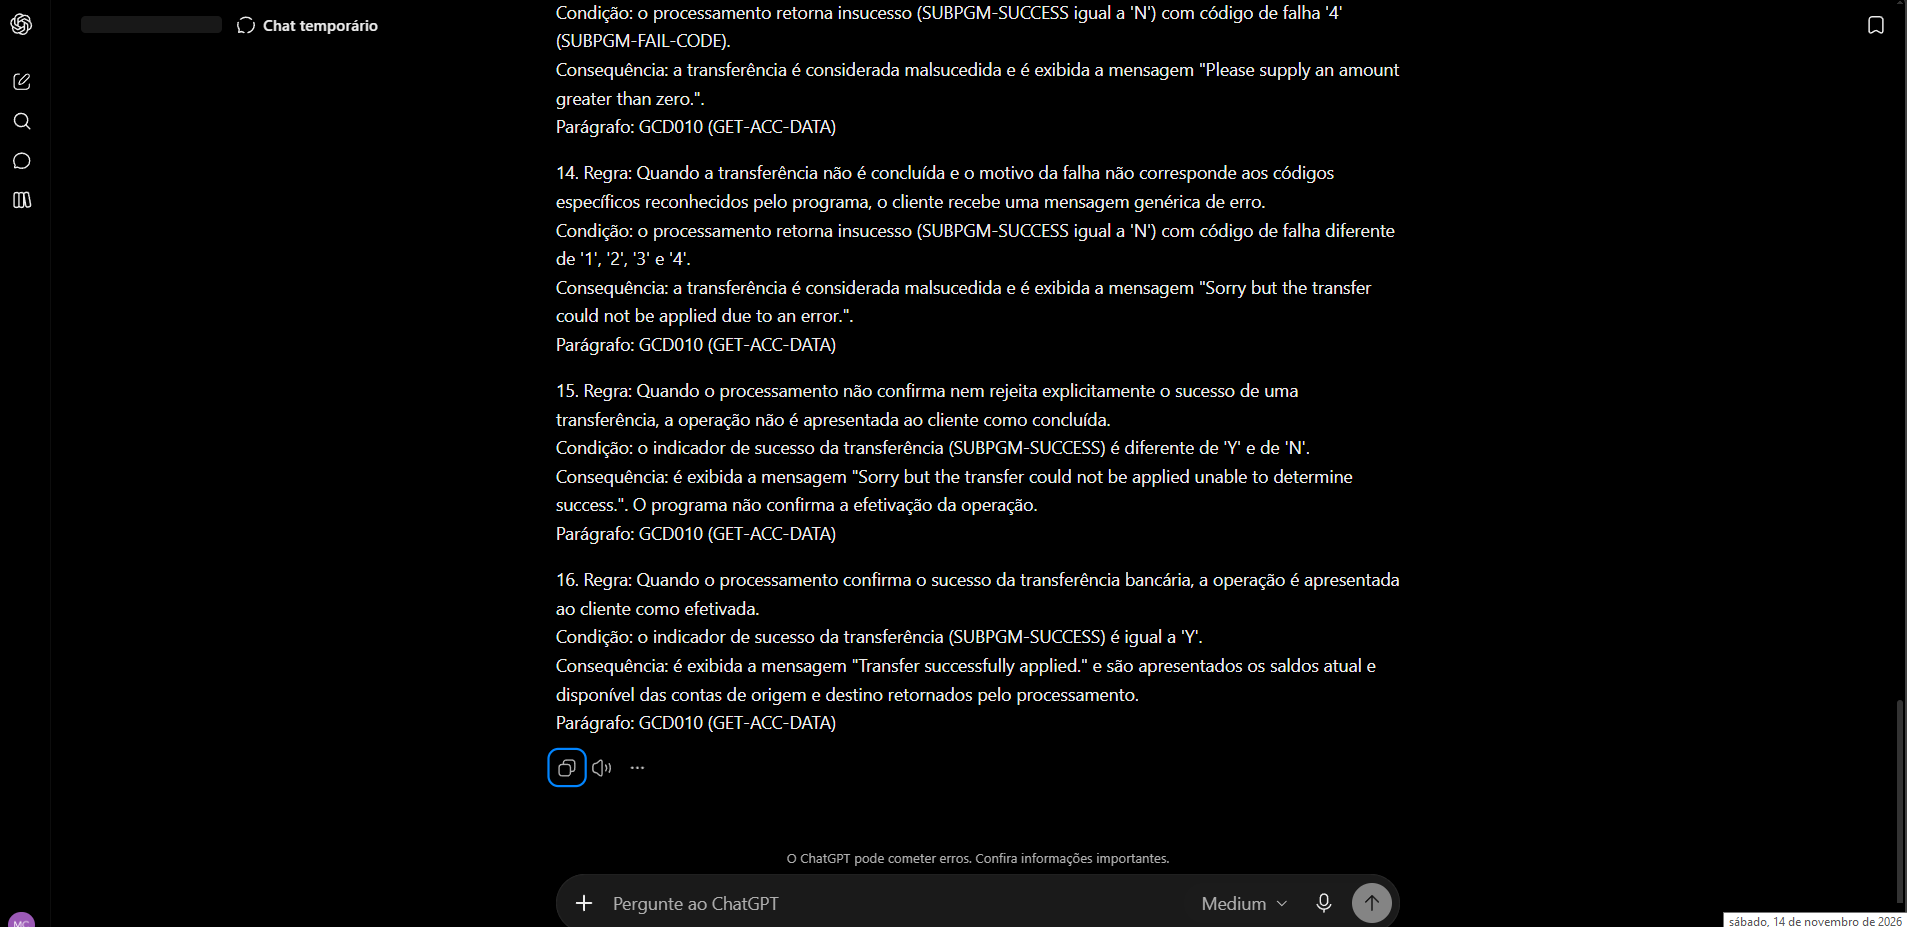 Chat temporário
Condição: o processamento retorna insucesso (SUBPGM-SUCCESS igual a 'N') com código de falha '4'
(SUBPGM-FAIL-CODE).
Consequência: a transferência é considerada malsucedida e é exibida a mensagem "Please supply an amount
greater than zero.".
Parágrafo: GCD010 (GET-ACC-DATA)
14. Regra: Quando a transferência não é concluída e o motivo da falha não corresponde aos códigos
específicos reconhecidos pelo programa, o cliente recebe uma mensagem genérica de erro.
Condição: o processamento retorna insucesso (SUBPGM-SUCCESS igual a 'N') com código de falha diferente
de '1', '2', '3' e '4'.
Consequência: a transferência é considerada malsucedida e é exibida a mensagem "Sorry but the transfer
could not be applied due to an error.".
Parágrafo: GCD010 (GET-ACC-DATA)
15. Regra: Quando o processamento não confirma nem rejeita explicitamente o sucesso de uma
transferência, a operação não é apresentada ao cliente como concluída.
Condição: o indicador de sucesso da transferência (SUBPGM-SUCCESS) é diferente de 'Y' e de 'N'.
Consequência: é exibida a mensagem "Sorry but the transfer could not be applied unable to determine
success.". O programa não confirma a efetivação da operação.
Parágrafo: GCD010 (GET-ACC-DATA)
16. Regra: Quando o processamento confirma o sucesso da transferência bancária, a operação é apresentada
ao cliente como efetivada.
Condição: o indicador de sucesso da transferência (SUBPGM-SUCCESS) é igual a 'Y'.
Consequência: é exibida a mensagem "Transfer successfully applied." e são apresentados os saldos atual e
disponível das contas de origem e destino retornados pelo processamento.
Parágrafo: GCD010 (GET-ACC-DATA)
O ChatGPT pode cometer erros. Confira informações importantes.
Pergunte ao ChatGPT
Medium
MC
sábado, 14 de novembro de 2026